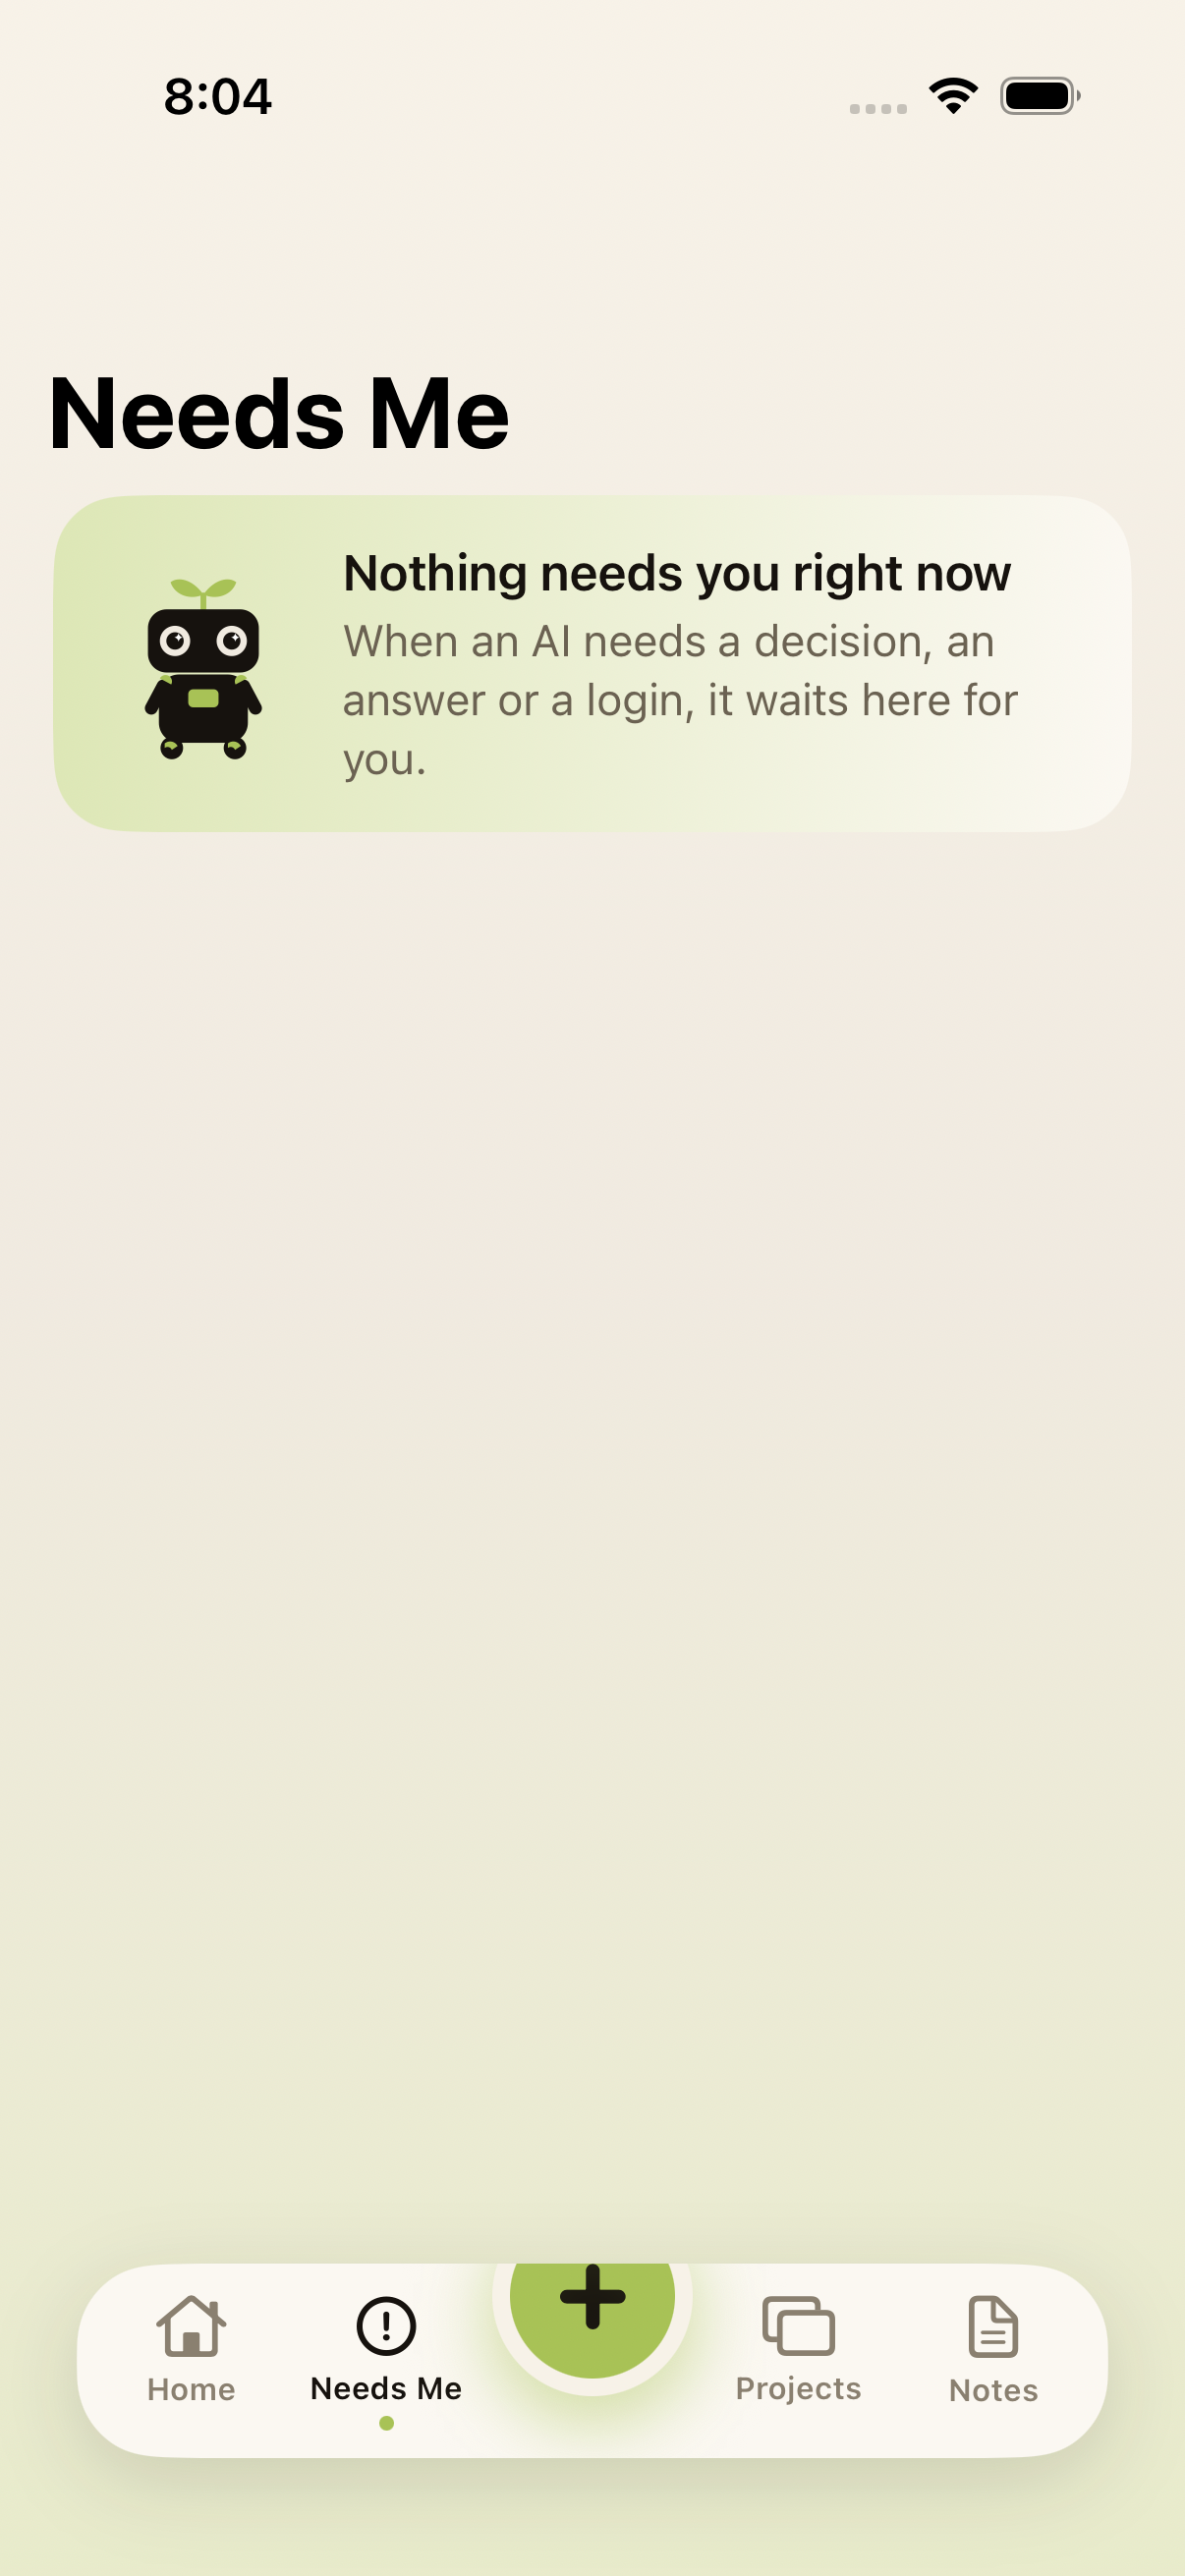 8:04
Needs Me
Nothing needs you right now
When an AI needs a decision, an
answer or a login, it waits here for
you.
Home
Needs Me
Projects
Notes